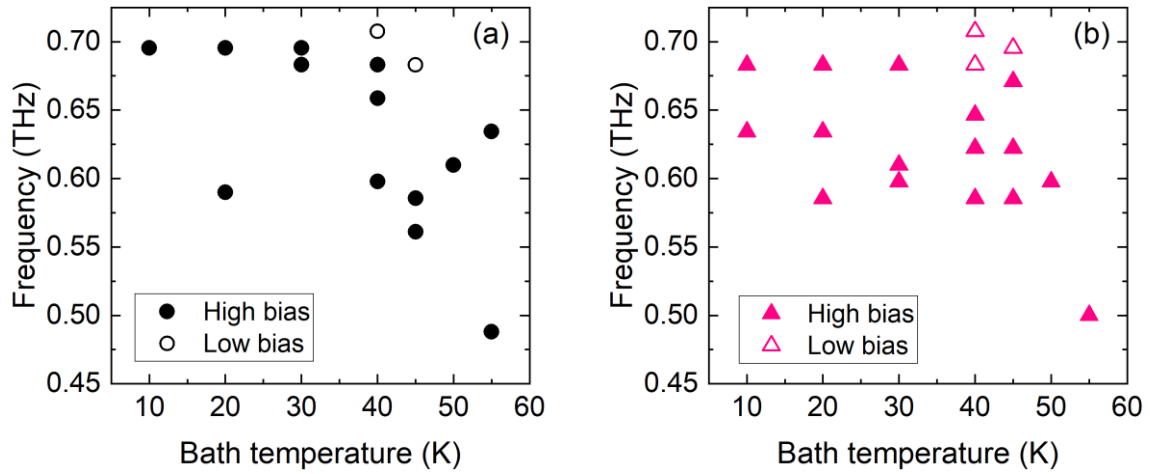 (a)
Frequency (THz)
0.70
0.65
0.60
0.55
0.50
0.45
High bias
Low bias
10 20 30 40 50 60
Bath temperature (K)
(b)
Frequency (THz)
0.70
0.65
0.60
0.55
0.50
0.45
High bias
Low bias
10 20 30 40 50 60
Bath temperature (K)